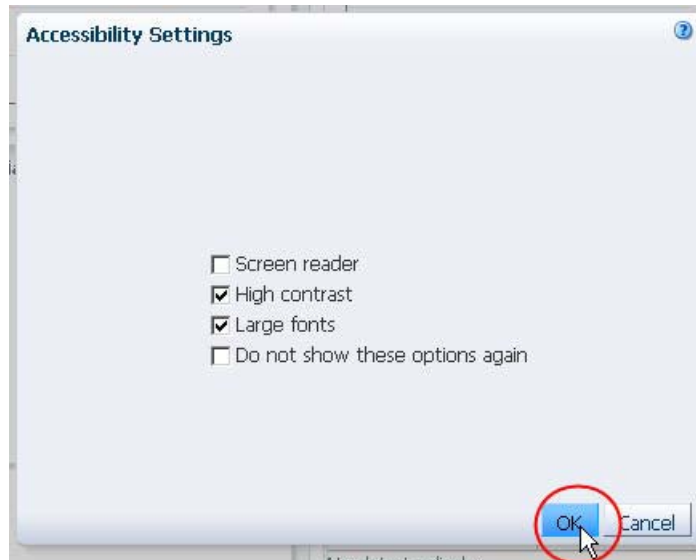 Accessibility Settings
Screen reader
High contrast
Large fonts
Do not show these options again
OK
Cancel